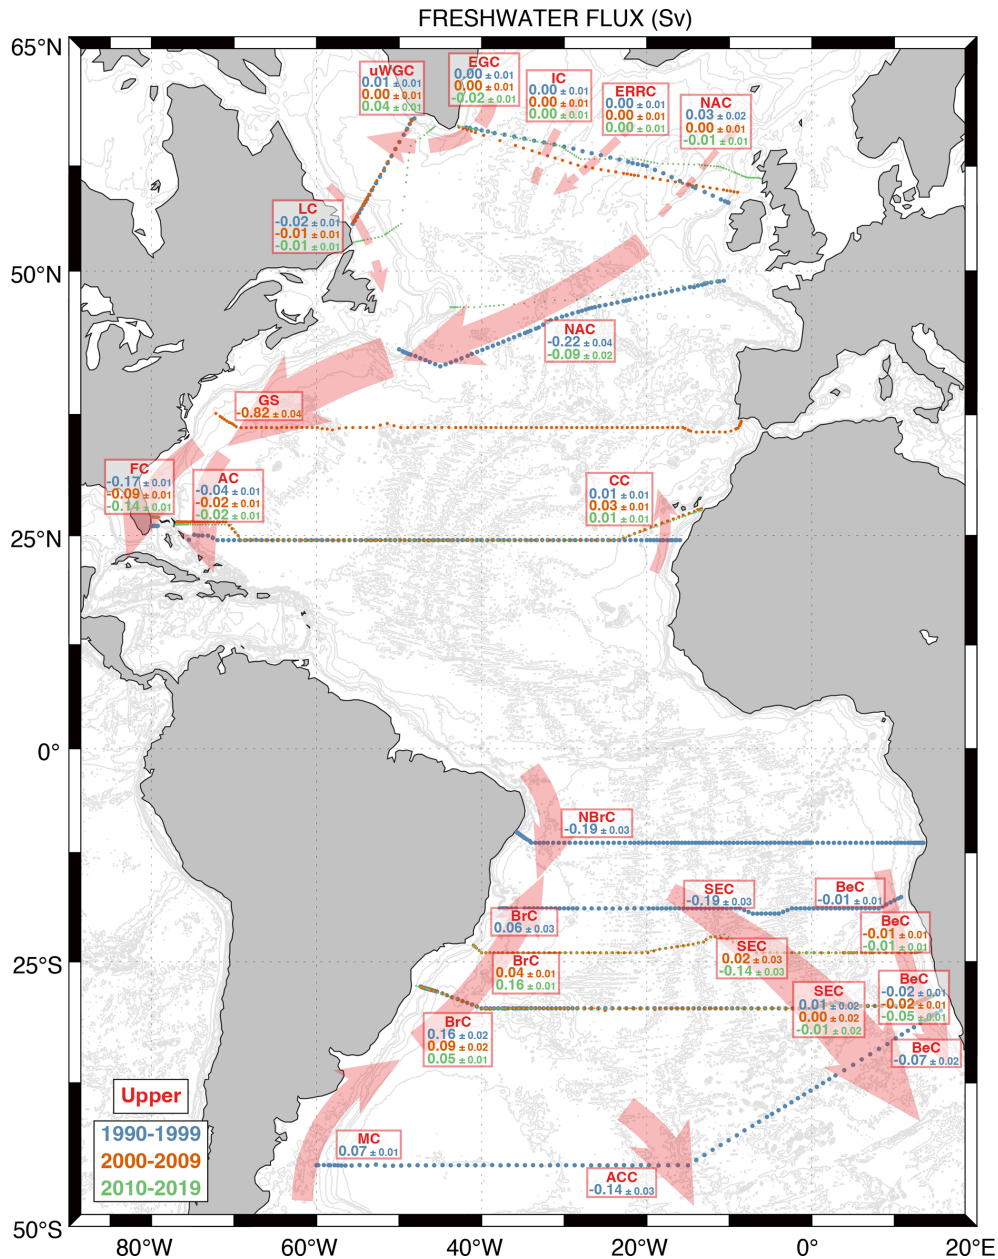 FRESHWATER FLUX (Sv)
65°N
uWGC
0.01 ± 0.01
0.00 ± 0.01
0.04 ± 0.01
EGC
0.00 ± 0.01
0.00 ± 0.01
-0.02 ± 0.01
IC
0.00 ± 0.01
0.00 ± 0.01
0.00 ± 0.01
ERRC
0.00 ± 0.01
0.00 ± 0.01
0.00 ± 0.01
NAC
0.03 ± 0.02
0.00 ± 0.01
-0.01 ± 0.01
LC
-0.02 ± 0.01
-0.01 ± 0.01
-0.01 ± 0.01
50°N
NAC
-0.22 ± 0.04
-0.09 ± 0.02
GS
-0.82 ± 0.04
FC
-0.17 ± 0.01
-0.09 ± 0.01
-0.14 ± 0.01
AC
-0.04 ± 0.01
-0.02 ± 0.01
-0.02 ± 0.01
CC
0.01 ± 0.01
0.03 ± 0.01
0.01 ± 0.01
25°N
0°
NBrC
-0.19 ± 0.03
SEC
-0.19 ± 0.03
BeC
-0.01 ± 0.01
BrC
0.06 ± 0.03
BeC
-0.01 ± 0.01
-0.01 ± 0.01
SEC
0.02 ± 0.03
-0.14 ± 0.03
BrC
0.04 ± 0.01
0.16 ± 0.01
25°S
BeC
-0.02 ± 0.01
-0.02 ± 0.01
-0.05 ± 0.01
SEC
0.01 ± 0.02
0.00 ± 0.02
-0.01 ± 0.02
BrC
0.16 ± 0.02
0.09 ± 0.02
0.05 ± 0.01
BeC
-0.07 ± 0.02
Upper
1990-1999
2000-2009
2010-2019
MC
0.07 ± 0.01
ACC
-0.14 ± 0.03
50°S
80°W 60°W 40°W 20°W 0° 20°E